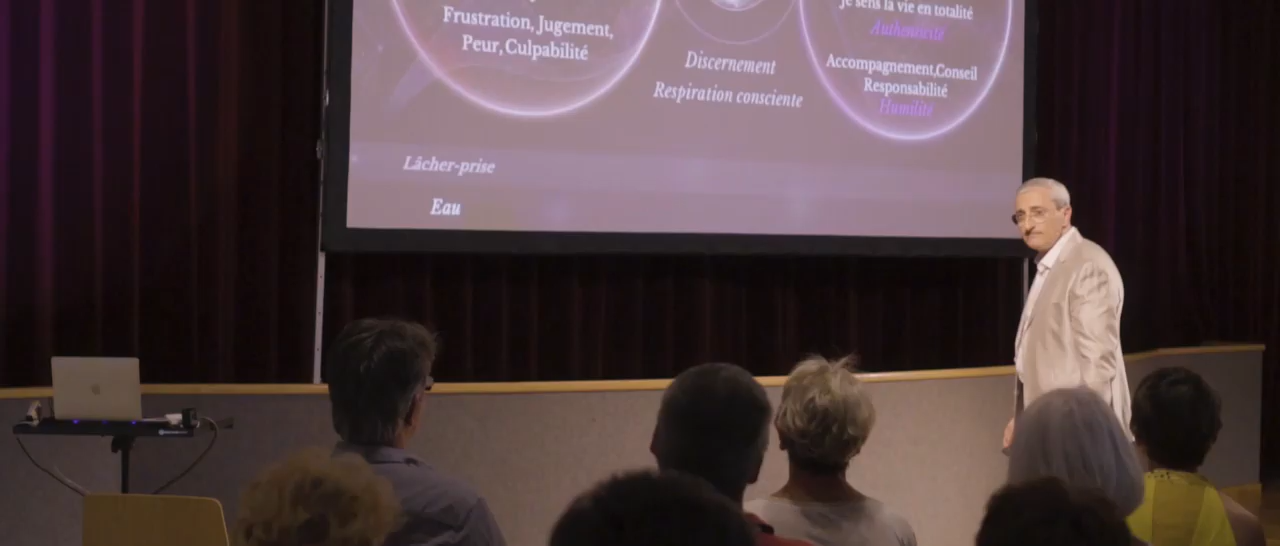 Frustration, Jugement,
Peur, Culpabilité
Discernement
Respiration consciente
Je sens la vie en totalité
Authenticité
Accompagnement,Conseil
Responsabilité
Humilité
Lâcher-prise
Eau